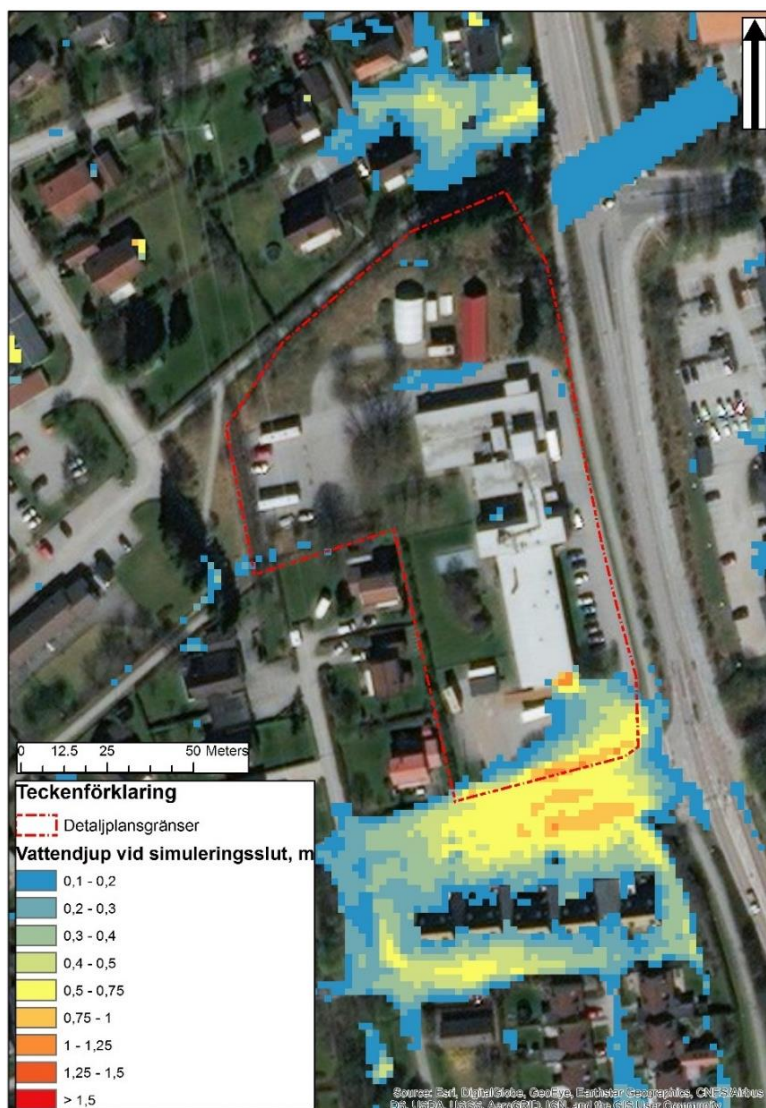 0 12.5 25 50 Meters
Teckenförklaring
Detaljplansgränser
Vattendjup vid simuleringsslut, m
0,1 - 0,2
0,2 - 0,3
0,3 - 0,4
0,4 - 0,5
0,5 - 0,75
0,75 - 1
1 - 1,25
1,25 - 1,5
> 1,5
Source: Esri, DigitalGlobe, GeoEye, Earthstar Geographics, CNES/Airbus
DS, USDA, USGS, AeroGRID, IGN, and the GIS User Community